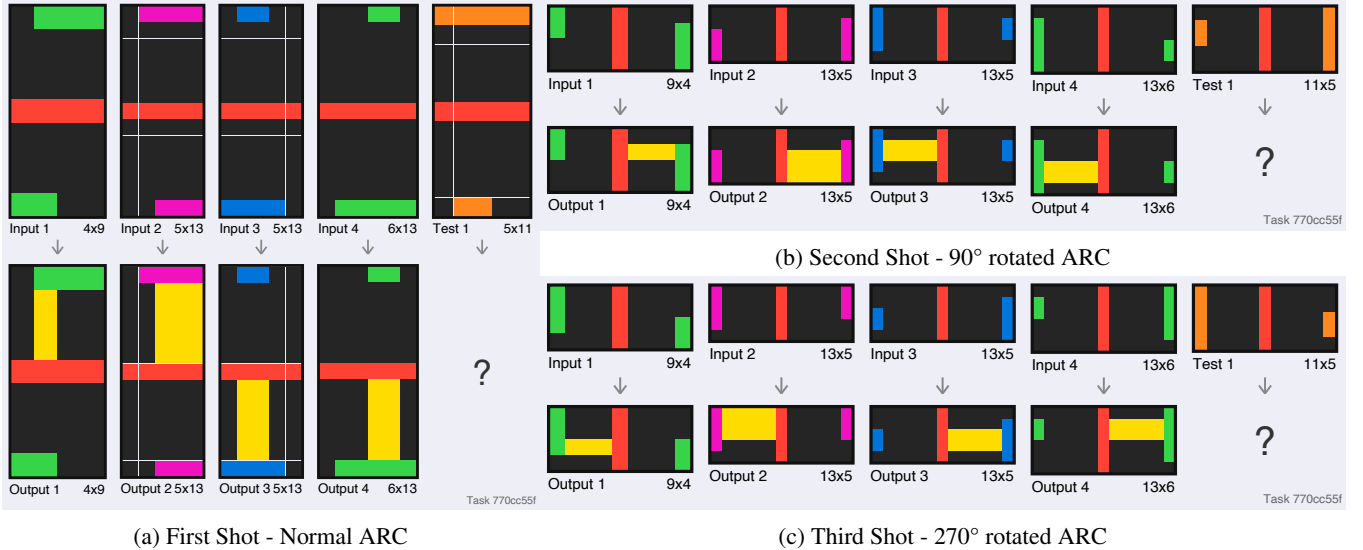 Input 1 4x9 Input 2 5x13 Input 3 5x13 Input 4 6x13 Test 1 5x11
?
Output 1 4x9 Output 2 5x13 Output 3 5x13 Output 4 6x13
Task 770cc55f
(a) First Shot - Normal ARC
Input 1 9x4 Input 2 13x5 Input 3 13x5 Input 4 13x6 Test 1 11x5
?
Output 1 9x4 Output 2 13x5 Output 3 13x5 Output 4 13x6
Task 770cc55f
(b) Second Shot - 90° rotated ARC
Input 1 9x4 Input 2 13x5 Input 3 13x5 Input 4 13x6 Test 1 11x5
?
Output 1 9x4 Output 2 13x5 Output 3 13x5 Output 4 13x6
Task 770cc55f
(c) Third Shot - 270° rotated ARC